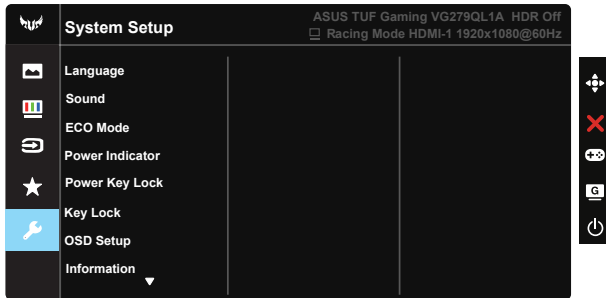 System Setup
ASUS TUF Gaming VG279QL1A HDR Off
Racing Mode HDMI-1 1920x1080@60Hz
Language
Sound
ECO Mode
Power Indicator
Power Key Lock
Key Lock
OSD Setup
Information
G